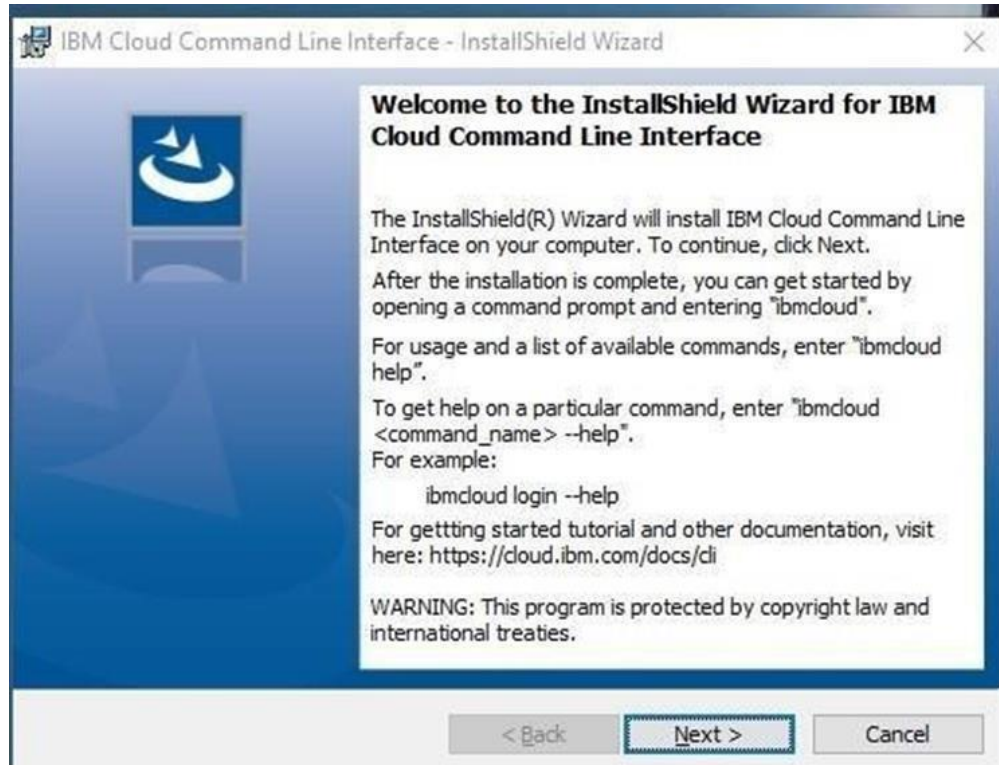 IBM Cloud Command Line Interface - InstallShield Wizard
Welcome to the InstallShield Wizard for IBM
Cloud Command Line Interface
The InstallShield(R) Wizard will install IBM Cloud Command Line
Interface on your computer. To continue, click Next.
After the installation is complete, you can get started by
opening a command prompt and entering "ibmcloud".
For usage and a list of available commands, enter "ibmcloud
help".
To get help on a particular command, enter "ibmcloud
<command_name> --help".
For example:
ibmcloud login --help
For gettting started tutorial and other documentation, visit
here: https://cloud.ibm.com/docs/cli
WARNING: This program is protected by copyright law and
international treaties.
< Back
Next >
Cancel